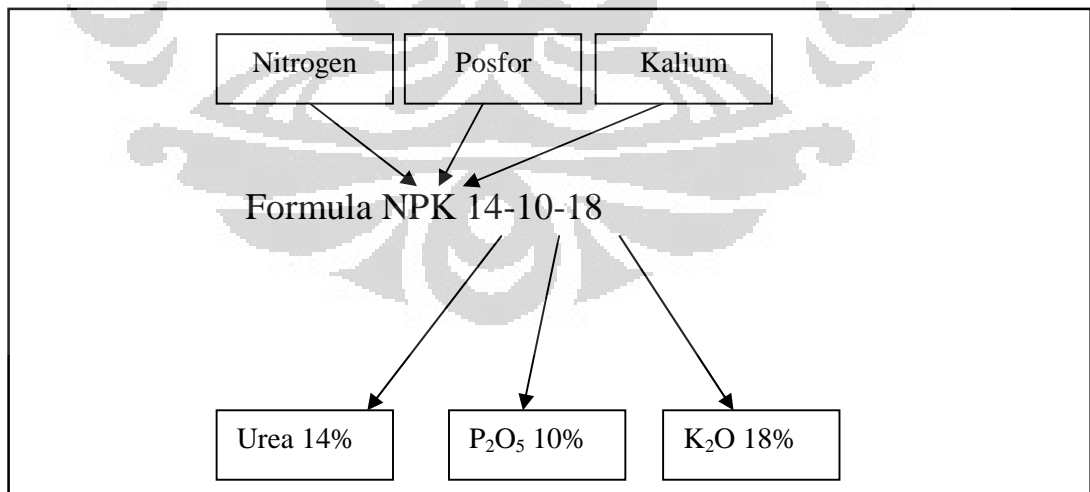 Nitrogen Posfor Kalium
Formula NPK 14-10-18
Urea 14% P₂O₅ 10% K₂O 18%